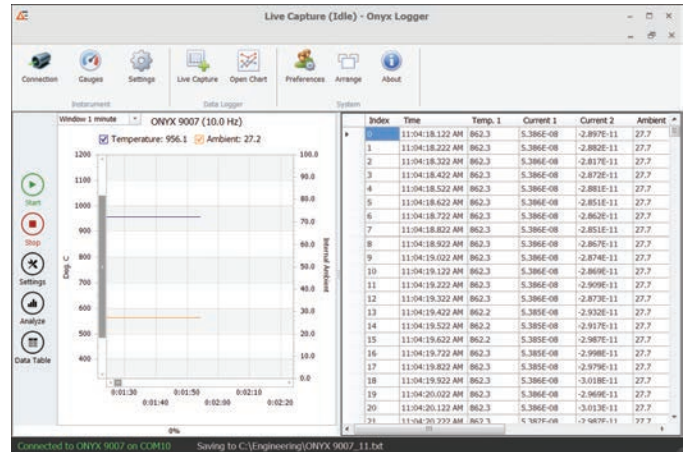 Live Capture (Idle) - Onyx Logger
Connection Gauges Settings Live Capture Open Chart Preferences Arrange About
Instrument Data Logger System
Window 1 minute ONYX 9007 (10.0 Hz)
Temperature: 956.1 Ambient: 27.2
1200
1100
1000
900
800
700
600
500
400
Deg. C
100.0
90.0
80.0
70.0
60.0
50.0
40.0
30.0
20.0
10.0
0.0
Internal Ambient
0:01:30 0:01:50 0:02:10
0:01:40 0:02:00 0:02:20
0%
Start
Stop
Settings
Analyze
Data Table
Index Time Temp. 1 Current 1 Current 2 Ambient
0 11:04:18.122 AM 862.3 5.386E-08 -2.897E-11 27.7
1 11:04:18.222 AM 862.3 5.386E-08 -2.882E-11 27.7
2 11:04:18.322 AM 862.3 5.386E-08 -2.817E-11 27.7
3 11:04:18.422 AM 862.3 5.386E-08 -2.872E-11 27.7
4 11:04:18.522 AM 862.3 5.386E-08 -2.881E-11 27.7
5 11:04:18.622 AM 862.3 5.386E-08 -2.851E-11 27.7
6 11:04:18.722 AM 862.3 5.386E-08 -2.862E-11 27.7
7 11:04:18.822 AM 862.3 5.386E-08 -2.851E-11 27.7
8 11:04:18.922 AM 862.3 5.386E-08 -2.867E-11 27.7
9 11:04:19.022 AM 862.3 5.386E-08 -2.874E-11 27.7
10 11:04:19.122 AM 862.3 5.386E-08 -2.869E-11 27.7
11 11:04:19.222 AM 862.3 5.386E-08 -2.909E-11 27.7
12 11:04:19.322 AM 862.3 5.386E-08 -2.873E-11 27.7
13 11:04:19.422 AM 862.2 5.385E-08 -2.932E-11 27.7
14 11:04:19.522 AM 862.2 5.385E-08 -2.917E-11 27.7
15 11:04:19.622 AM 862.2 5.385E-08 -2.987E-11 27.7
16 11:04:19.722 AM 862.3 5.386E-08 -2.998E-11 27.7
17 11:04:19.822 AM 862.3 5.385E-08 -2.979E-11 27.7
18 11:04:19.922 AM 862.3 5.386E-08 -3.018E-11 27.7
19 11:04:20.022 AM 862.3 5.386E-08 -2.969E-11 27.7
20 11:04:20.122 AM 862.3 5.386E-08 -3.013E-11 27.7
21 11:04:20.222 AM 862.3 5.387E-08 -2.987E-11 27.7
Connected to ONYX 9007 on COM10 Saving to C:\Engineering\ONYX 9007_11.txt